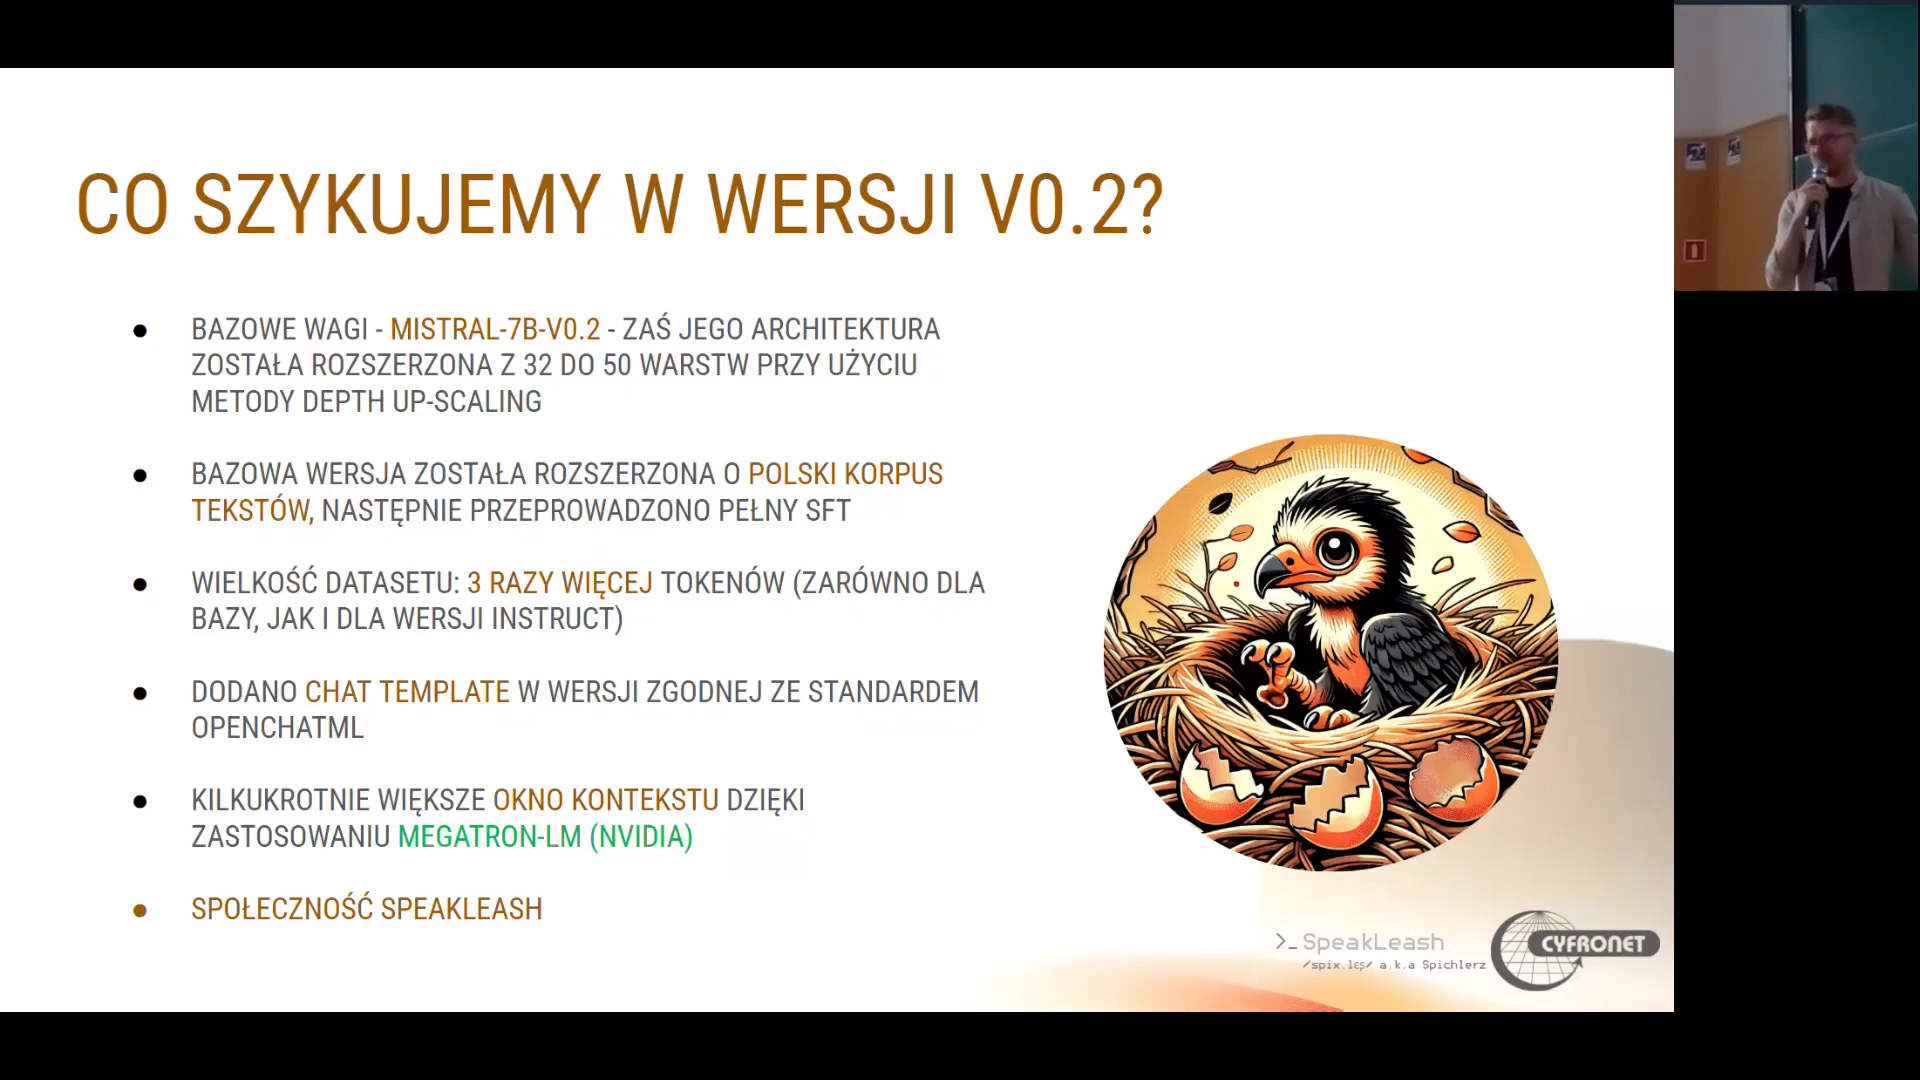 CO SZYKUJEMY W WERSJI V0.2?
BAZOWE WAGI - MISTRAL-7B-V0.2 - ZAŚ JEGO ARCHITEKTURA
ZOSTAŁA ROZSZERZONA Z 32 DO 50 WARSTW PRZY UŻYCIU
METODY DEPTH UP-SCALING
BAZOWA WERSJA ZOSTAŁA ROZSZERZONA O POLSKI KORPUS
TEKSTÓW, NASTĘPNIE PRZEPROWADZONO PEŁNY SFT
WIELKOŚĆ DATASETU: 3 RAZY WIĘCEJ TOKENÓW (ZARÓWNO DLA
BAZY, JAK I DLA WERSJI INSTRUCT)
DODANO CHAT TEMPLATE W WERSJI ZGODNEJ ZE STANDARDEM
OPENCHATML
KILKUKROTNIE WIĘKSZE OKNO KONTEKSTU DZIĘKI
ZASTOSOWANIU MEGATRON-LM (NVIDIA)
SPOŁECZNOŚĆ SPEAKLEASH
>_ SpeakLeash
/spix.lɛʂ/ a.k.a Spichlerz
CYFRONET